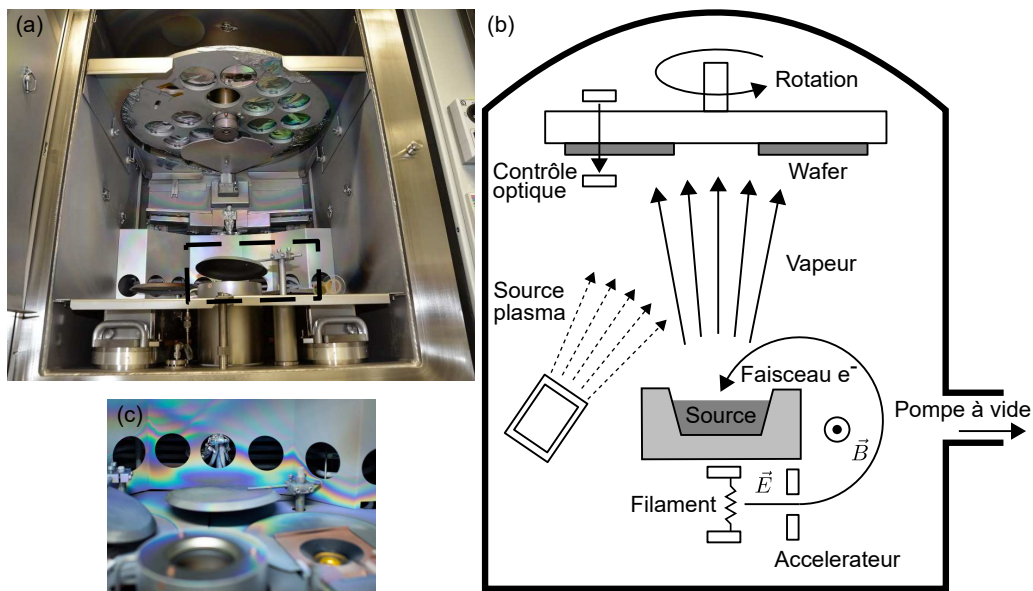 (a)
(b)
Rotation
Contrôle
optique
Wafer
Vapeur
Source
plasma
Faisceau e-
(c)
Source
Pompe à vide
B
E
Filament
Accelerateur